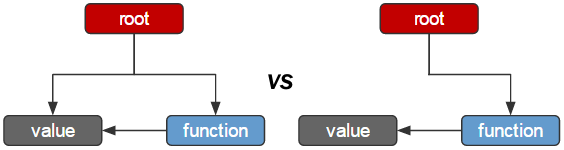 root
root
vs
value
function
value
function